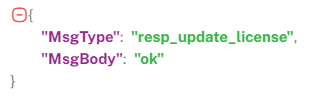 {
"MsgType": "resp_update_license",
"MsgBody": "ok"
}